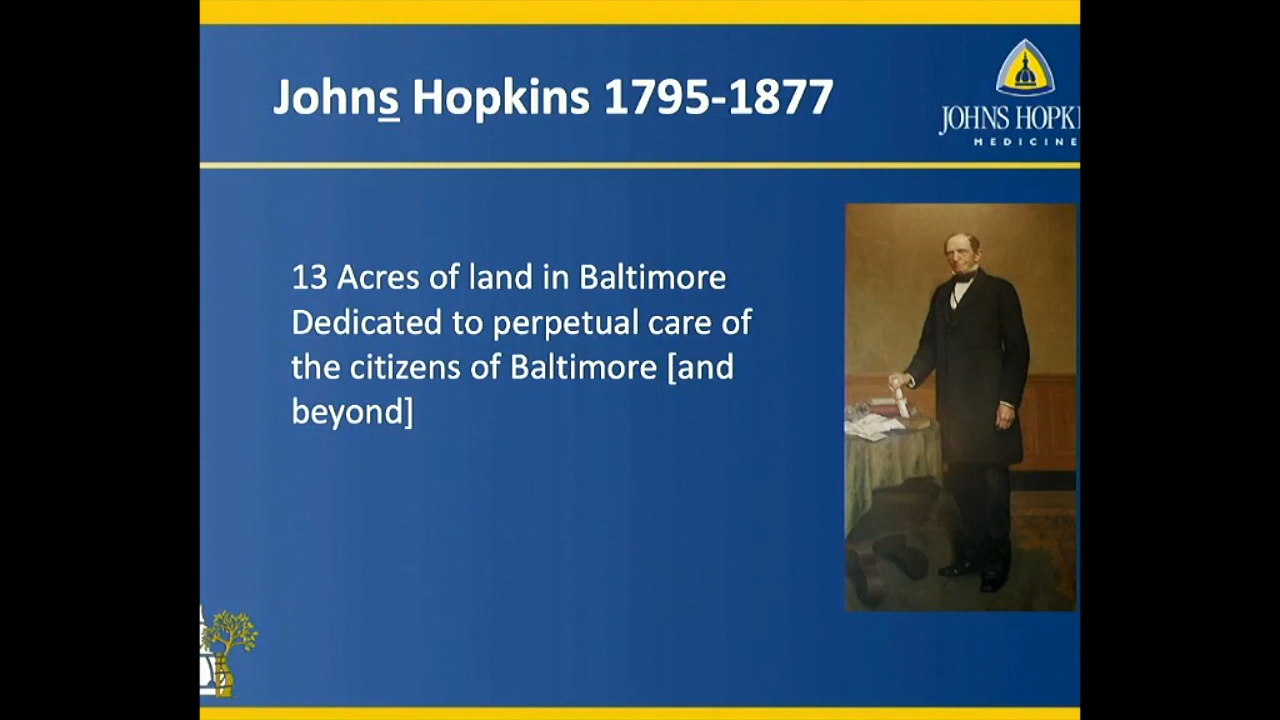 Johns Hopkins 1795-1877
JOHNS HOPKI
MEDICINE
13 Acres of land in Baltimore
Dedicated to perpetual care of
the citizens of Baltimore [and
beyond]